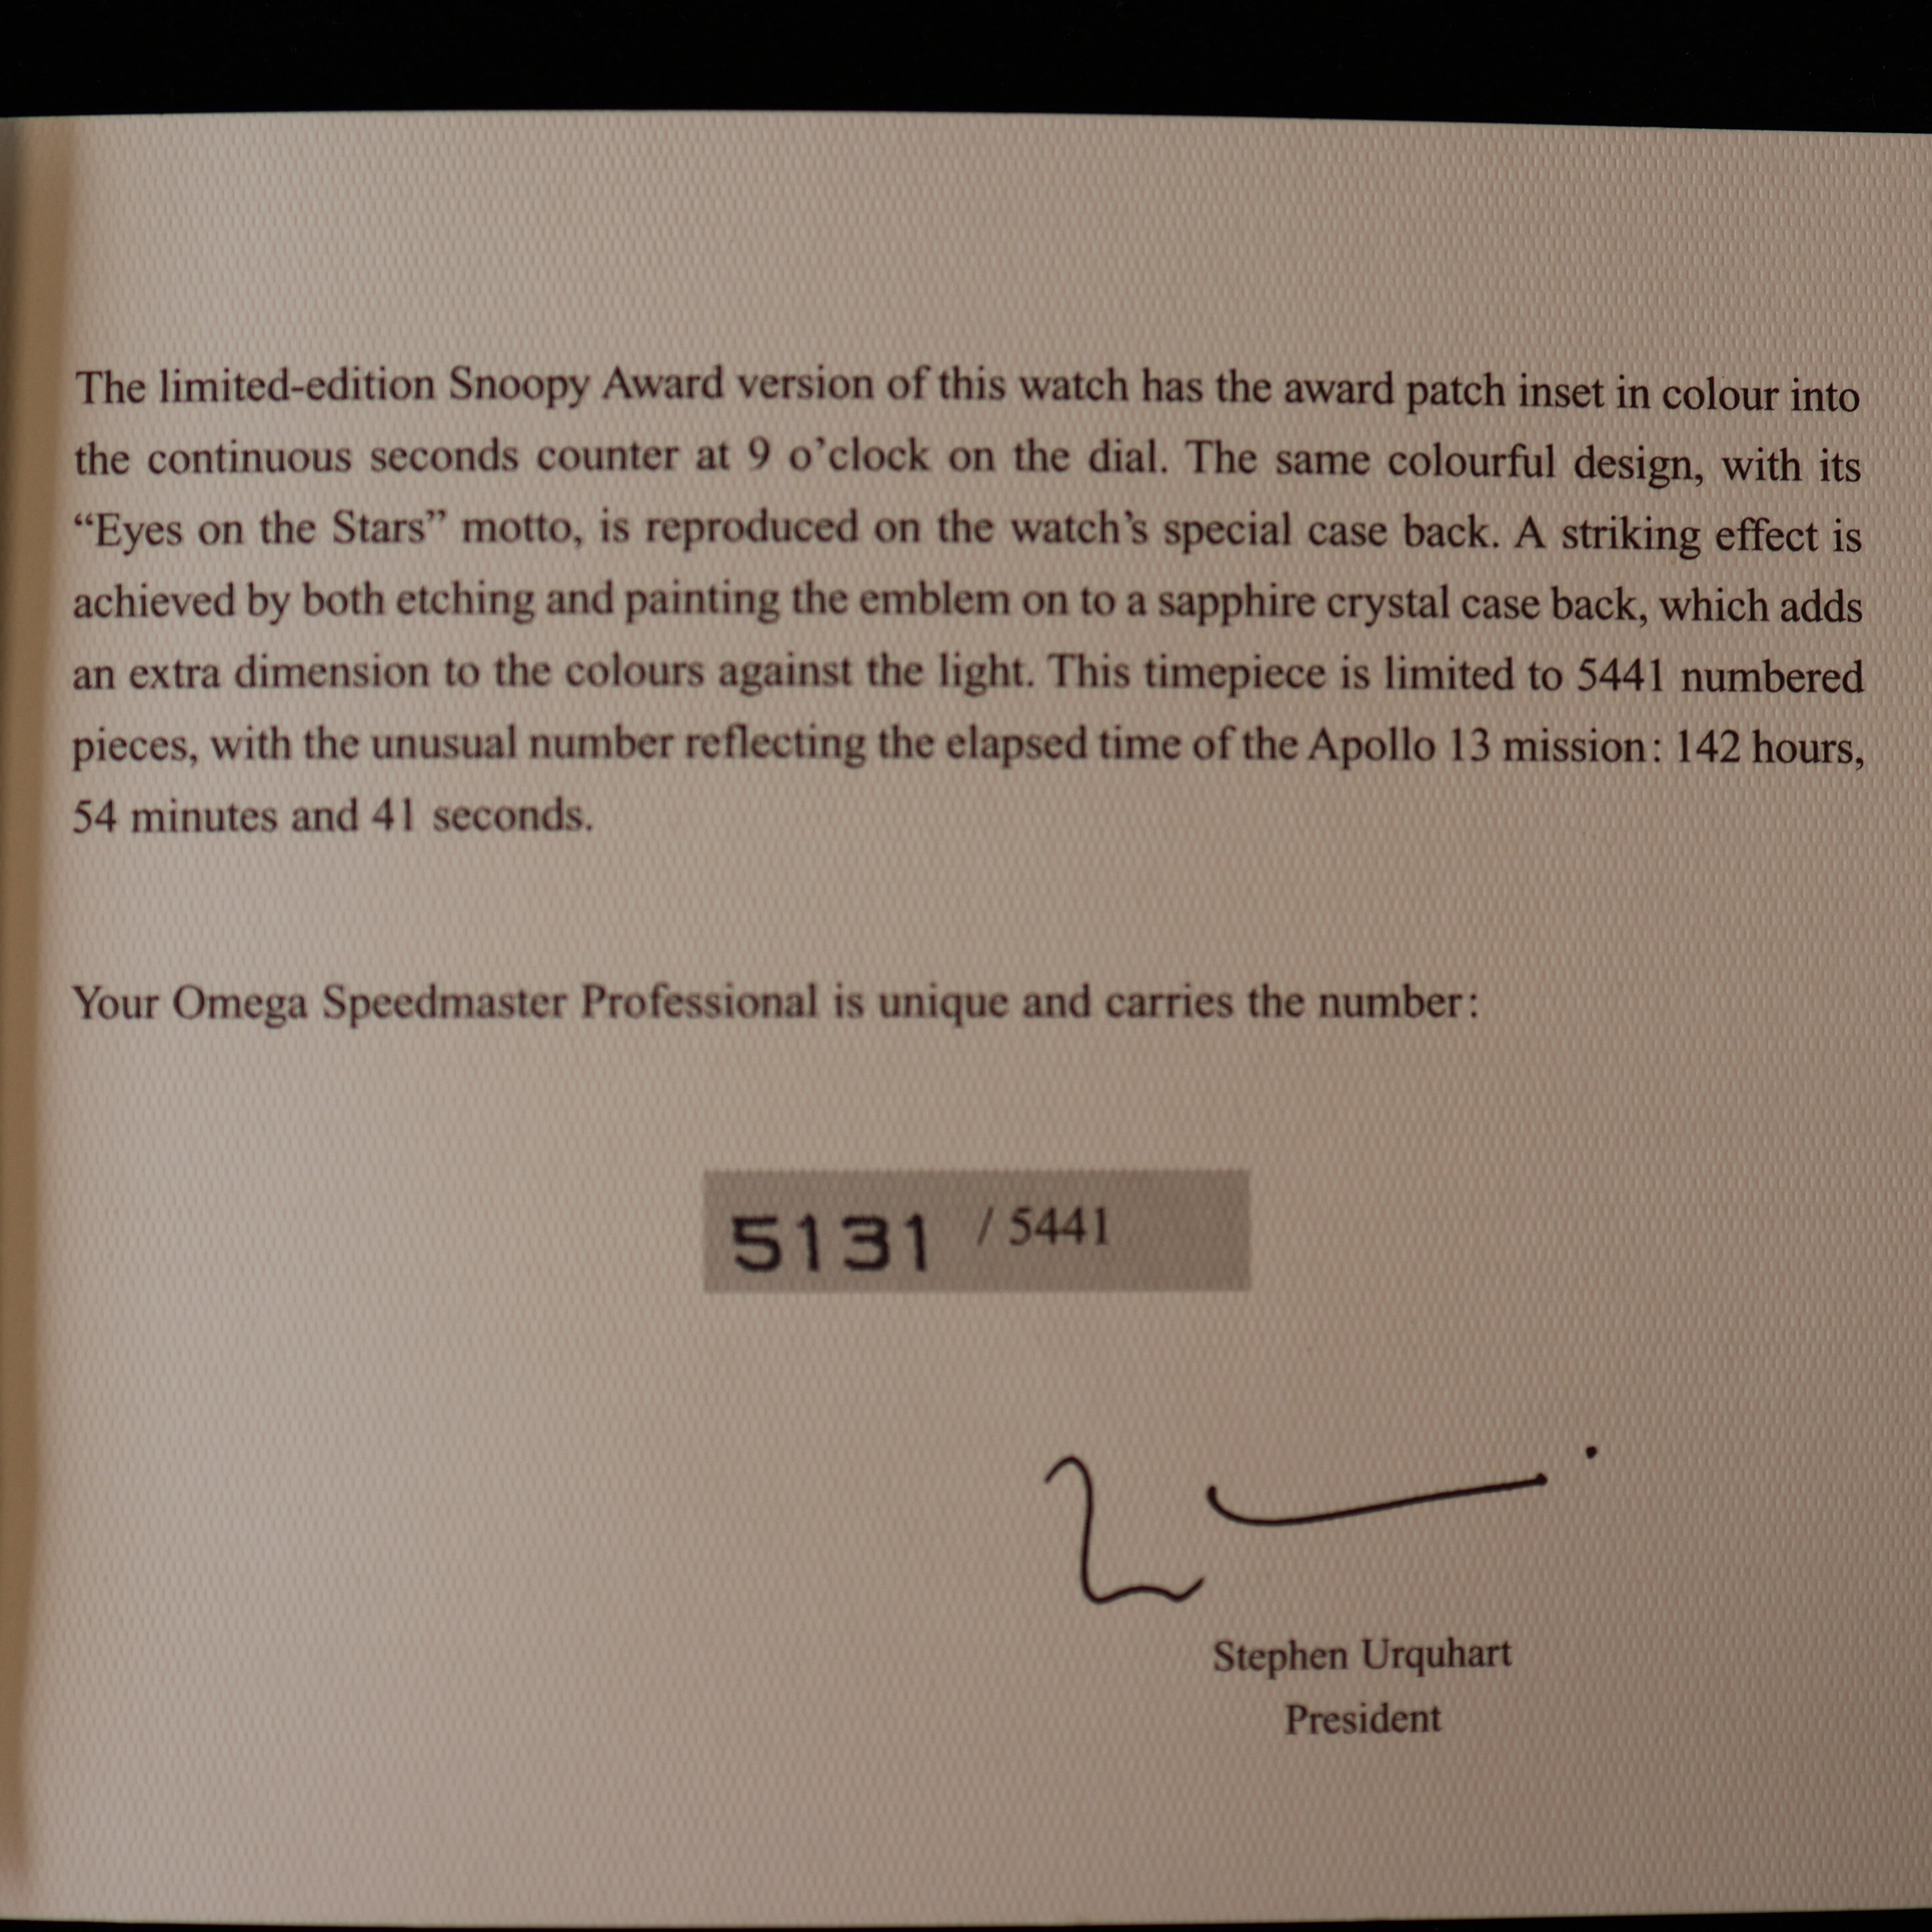 The limited-edition Snoopy Award version of this watch has the award patch inset in colour into
the continuous seconds counter at 9 o’clock on the dial. The same colourful design, with its
“Eyes on the Stars” motto, is reproduced on the watch’s special case back. A striking effect is
achieved by both etching and painting the emblem on to a sapphire crystal case back, which adds
an extra dimension to the colours against the light. This timepiece is limited to 5441 numbered
pieces, with the unusual number reflecting the elapsed time of the Apollo 13 mission: 142 hours,
54 minutes and 41 seconds.
Your Omega Speedmaster Professional is unique and carries the number:
5131 / 5441
Stephen Urquhart
President